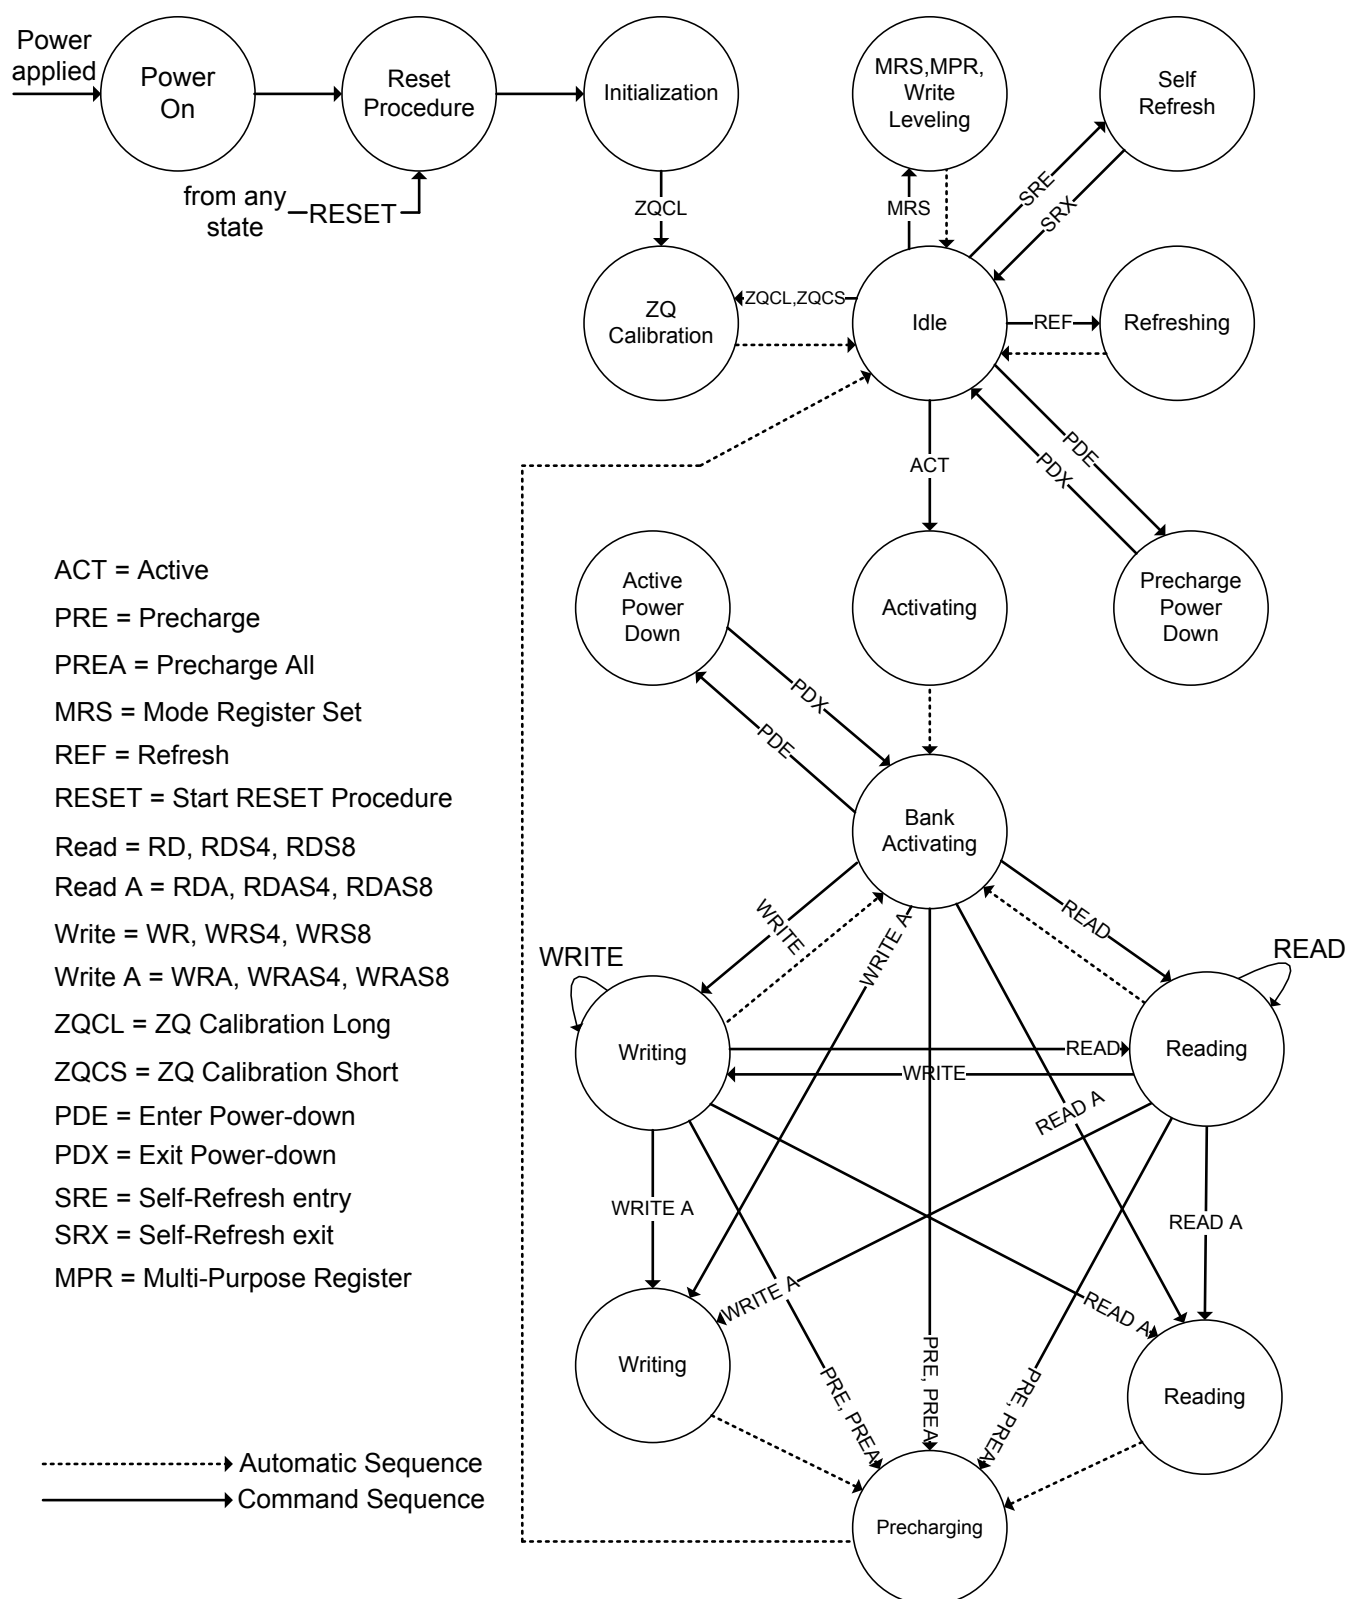 Power
applied
Power
On
Reset
Procedure
Initialization
MRS,MPR,
Write
Leveling
Self
Refresh
from any
state
RESET
ZQCL
MRS
SRE
SRX
ZQ
Calibration
ZQCL,ZQCS
Idle
REF
Refreshing
ACT
PDE
PDX
Active
Power
Down
Activating
Precharge
Power
Down
PDX
PDE
ACT = Active
PRE = Precharge
PREA = Precharge All
MRS = Mode Register Set
REF = Refresh
RESET = Start RESET Procedure
Read = RD, RDS4, RDS8
Read A = RDA, RDAS4, RDAS8
Write = WR, WRS4, WRS8
Write A = WRA, WRAS4, WRAS8
ZQCL = ZQ Calibration Long
ZQCS = ZQ Calibration Short
PDE = Enter Power-down
PDX = Exit Power-down
SRE = Self-Refresh entry
SRX = Self-Refresh exit
MPR = Multi-Purpose Register
Bank
Activating
WRITE
WRITE A
READ
WRITE
READ
Writing
READ
WRITE
Reading
READ A
WRITE A
READ A
WRITE A
READ A
Writing
PRE, PREA
PRE, PREA
PRE, PREA
Reading
Precharging
Automatic Sequence
Command Sequence